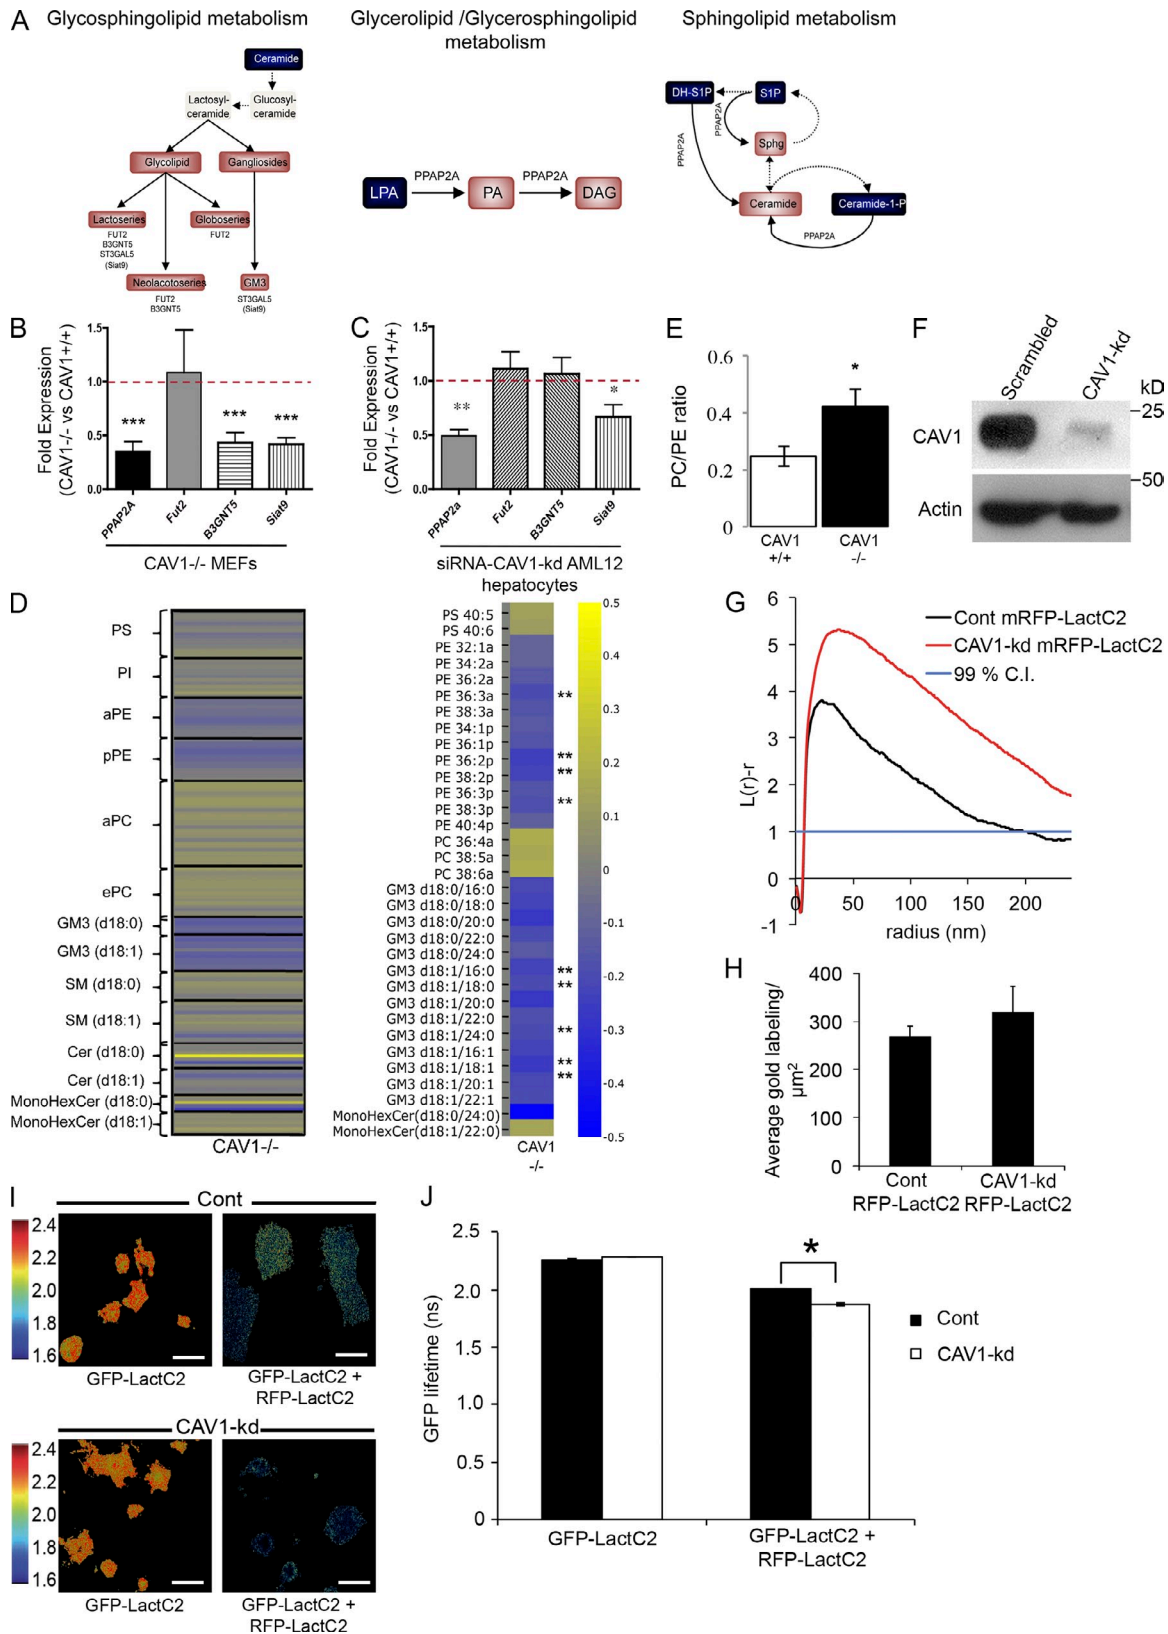 A
Glycosphingolipid metabolism
Ceramide
Lactosyl-
ceramide
Glucosyl-
ceramide
Glycolipid
Gangliosides
Lactoseries
FUT2
B3GNT5
ST3GAL5
(Siat9)
Globoseries
FUT2
Neolacotoseries
FUT2
B3GNT5
GM3
ST3GAL5
(Siat9)
Glycerolipid /Glycerosphingolipid
metabolism
LPA
PPAP2A
PA
PPAP2A
DAG
Sphingolipid metabolism
DH-S1P
S1P
PPAP2A
PPAP2A
Sphg
Ceramide
Ceramide-1-P
PPAP2A
B
Fold Expression
(CAV1-/- vs CAV1+/+)
1.5
1.0
0.5
0.0
***
***
***
PPAP2A
Fut2
B3GNT5
Siat9
CAV1-/- MEFs
C
Fold Expression
(CAV1-/- vs CAV1+/+)
1.5
1.0
0.5
0.0
**
*
PPAP2a
Fut2
B3GNT5
Siat9
siRNA-CAV1-kd AML12
hepatocytes
E
PC/PE ratio
0.6
0.4
0.2
0
*
CAV1
+/+
CAV1
-/-
F
Scrambled
CAV1-kd
kD
CAV1
25
50
Actin
D
PS
PI
aPE
pPE
aPC
ePC
GM3 (d18:0)
GM3 (d18:1)
SM (d18:0)
SM (d18:1)
Cer (d18:0)
Cer (d18:1)
MonoHexCer (d18:0)
MonoHexCer (d18:1)
CAV1-/-
PS 40:5
PS 40:6
PE 32:1a
PE 34:2a
PE 36:2a
PE 36:3a **
PE 38:3a
PE 34:1p
PE 36:1p
PE 36:2p **
PE 38:2p **
PE 36:3p
PE 38:3p **
PE 40:4p
PC 36:4a
PC 38:5a
PC 38:6a
GM3 d18:0/16:0
GM3 d18:0/18:0
GM3 d18:0/20:0
GM3 d18:0/22:0
GM3 d18:0/24:0
GM3 d18:1/16:0 **
GM3 d18:1/18:0 **
GM3 d18:1/20:0
GM3 d18:1/22:0
GM3 d18:1/24:0 **
GM3 d18:1/16:1
GM3 d18:1/18:1 **
GM3 d18:1/20:1 **
GM3 d18:1/22:1
MonoHexCer(d18:0/24:0)
MonoHexCer(d18:1/22:0)
CAV1
-/-
0.5
0.4
0.3
0.2
0.1
0
-0.1
-0.2
-0.3
-0.4
-0.5
G
L(r)-r
6
5
4
3
2
1
0
-1
0
50
100
150
200
radius (nm)
Cont mRFP-LactC2
CAV1-kd mRFP-LactC2
99 % C.I.
H
Average gold labeling/
µm2
400
300
200
100
0
Cont
RFP-LactC2
CAV1-kd
RFP-LactC2
I
Cont
2.4
2.2
2.0
1.8
1.6
GFP-LactC2
GFP-LactC2 +
RFP-LactC2
CAV1-kd
2.4
2.2
2.0
1.8
1.6
GFP-LactC2
GFP-LactC2 +
RFP-LactC2
J
GFP lifetime (ns)
2.5
2.0
1.5
1.0
0.5
0
*
GFP-LactC2
GFP-LactC2 +
RFP-LactC2
Cont
CAV1-kd